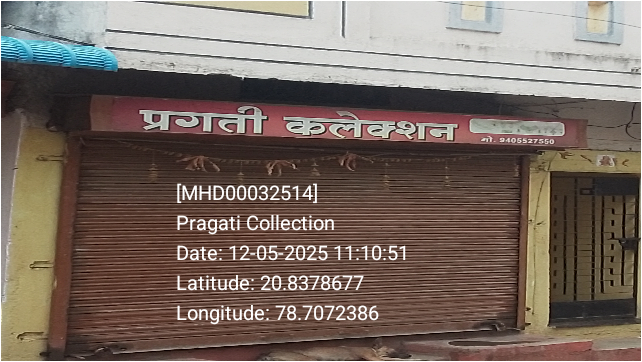 प्रगती कलेक्शन
मो. 9405527550
[MHD00032514]
Pragati Collection
Date: 12-05-2025 11:10:51
Latitude: 20.8378677
Longitude: 78.7072386